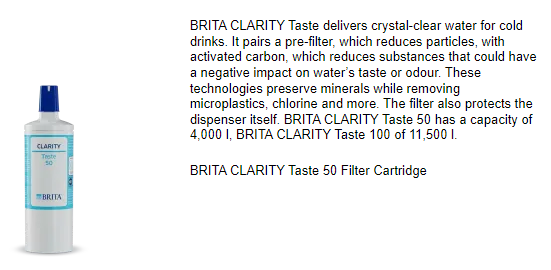 BRITA CLARITY Taste delivers crystal-clear water for cold
drinks. It pairs a pre-filter, which reduces particles, with
activated carbon, which reduces substances that could have
a negative impact on water's taste or odour. These
technologies preserve minerals while removing
microplastics, chlorine and more. The filter also protects the
dispenser itself. BRITA CLARITY Taste 50 has a capacity of
4,000 l, BRITA CLARITY Taste 100 of 11,500 l.
BRITA CLARITY Taste 50 Filter Cartridge
CLARITY
Taste
50
BRITA